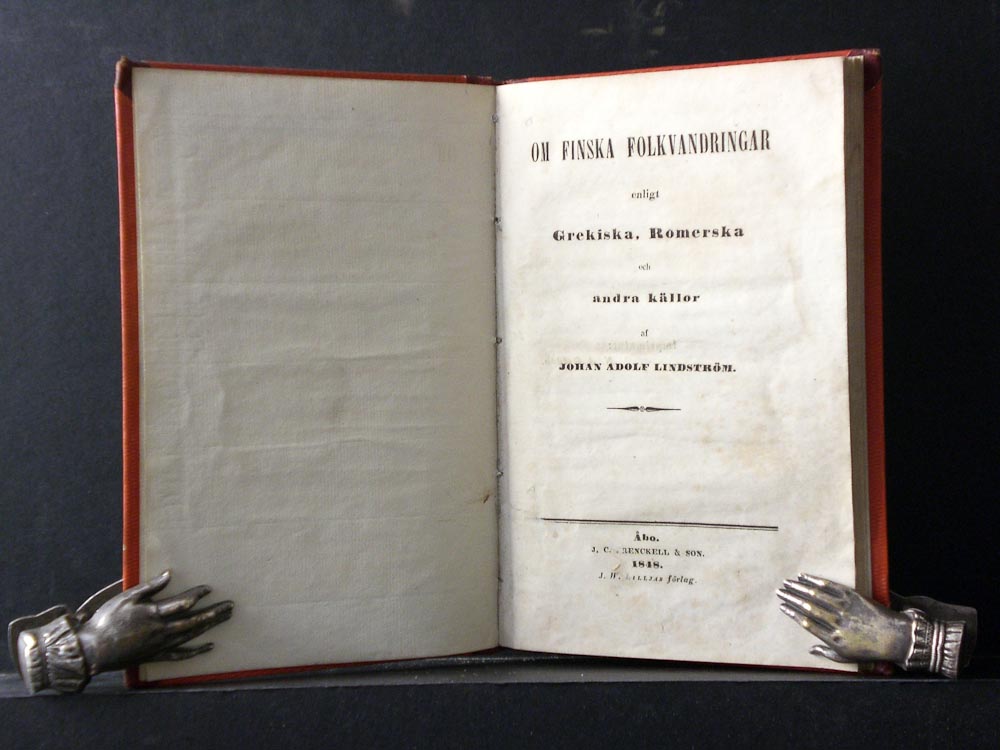 OM FINSKA FOLKVANDRINGAR
enligt
Grekiska, Romerska
och
andra källor
af
JOHAN ADOLF LINDSTRÖM.
Åbo.
J. C. & SON.
1848.
J. W. förlag.